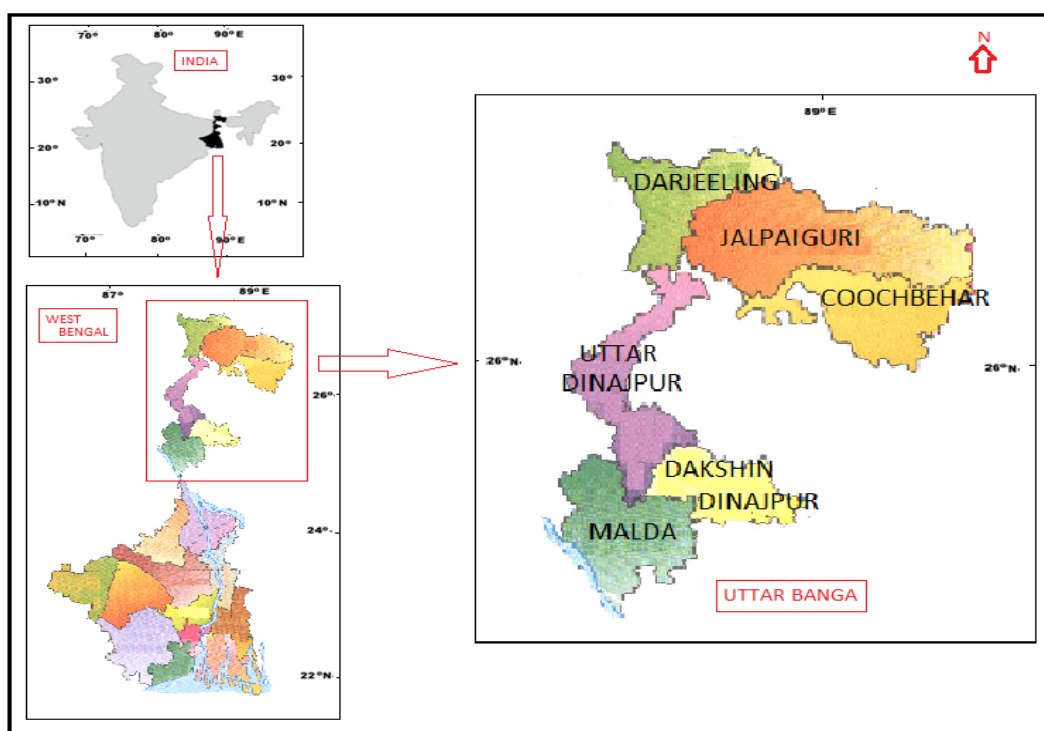 70° 80° 90° E
INDIA
30° 30°
20° 20°
10° N 10° N
70° 80° 90° E
87° 89° E
WEST
BENGAL
26°
24°
22° N
N
89° E
DARJEELING
JALPAIGURI
COOCHBEHAR
26° N. 26° N.
UTTAR
DINAJPUR
DAKSHIN
DINAJPUR
MALDA
UTTAR BANGA